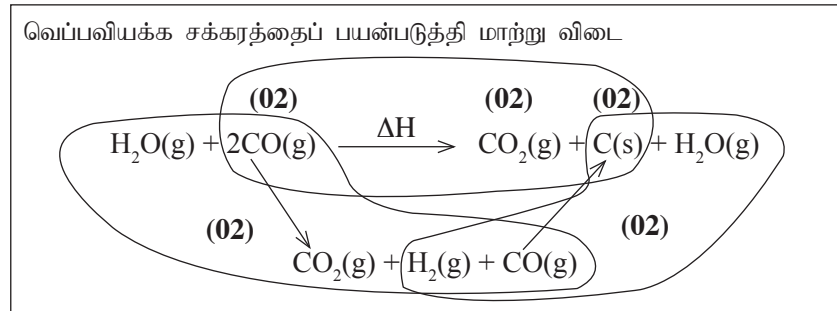 வெப்பவியக்க சக்கரத்தைப் பயன்படுத்தி மாற்று விடை
(02) (02) (02)
H₂O(g) + 2CO(g) ΔH CO₂(g) + C(s) + H₂O(g)
(02) (02)
CO₂(g) + H₂(g) + CO(g)